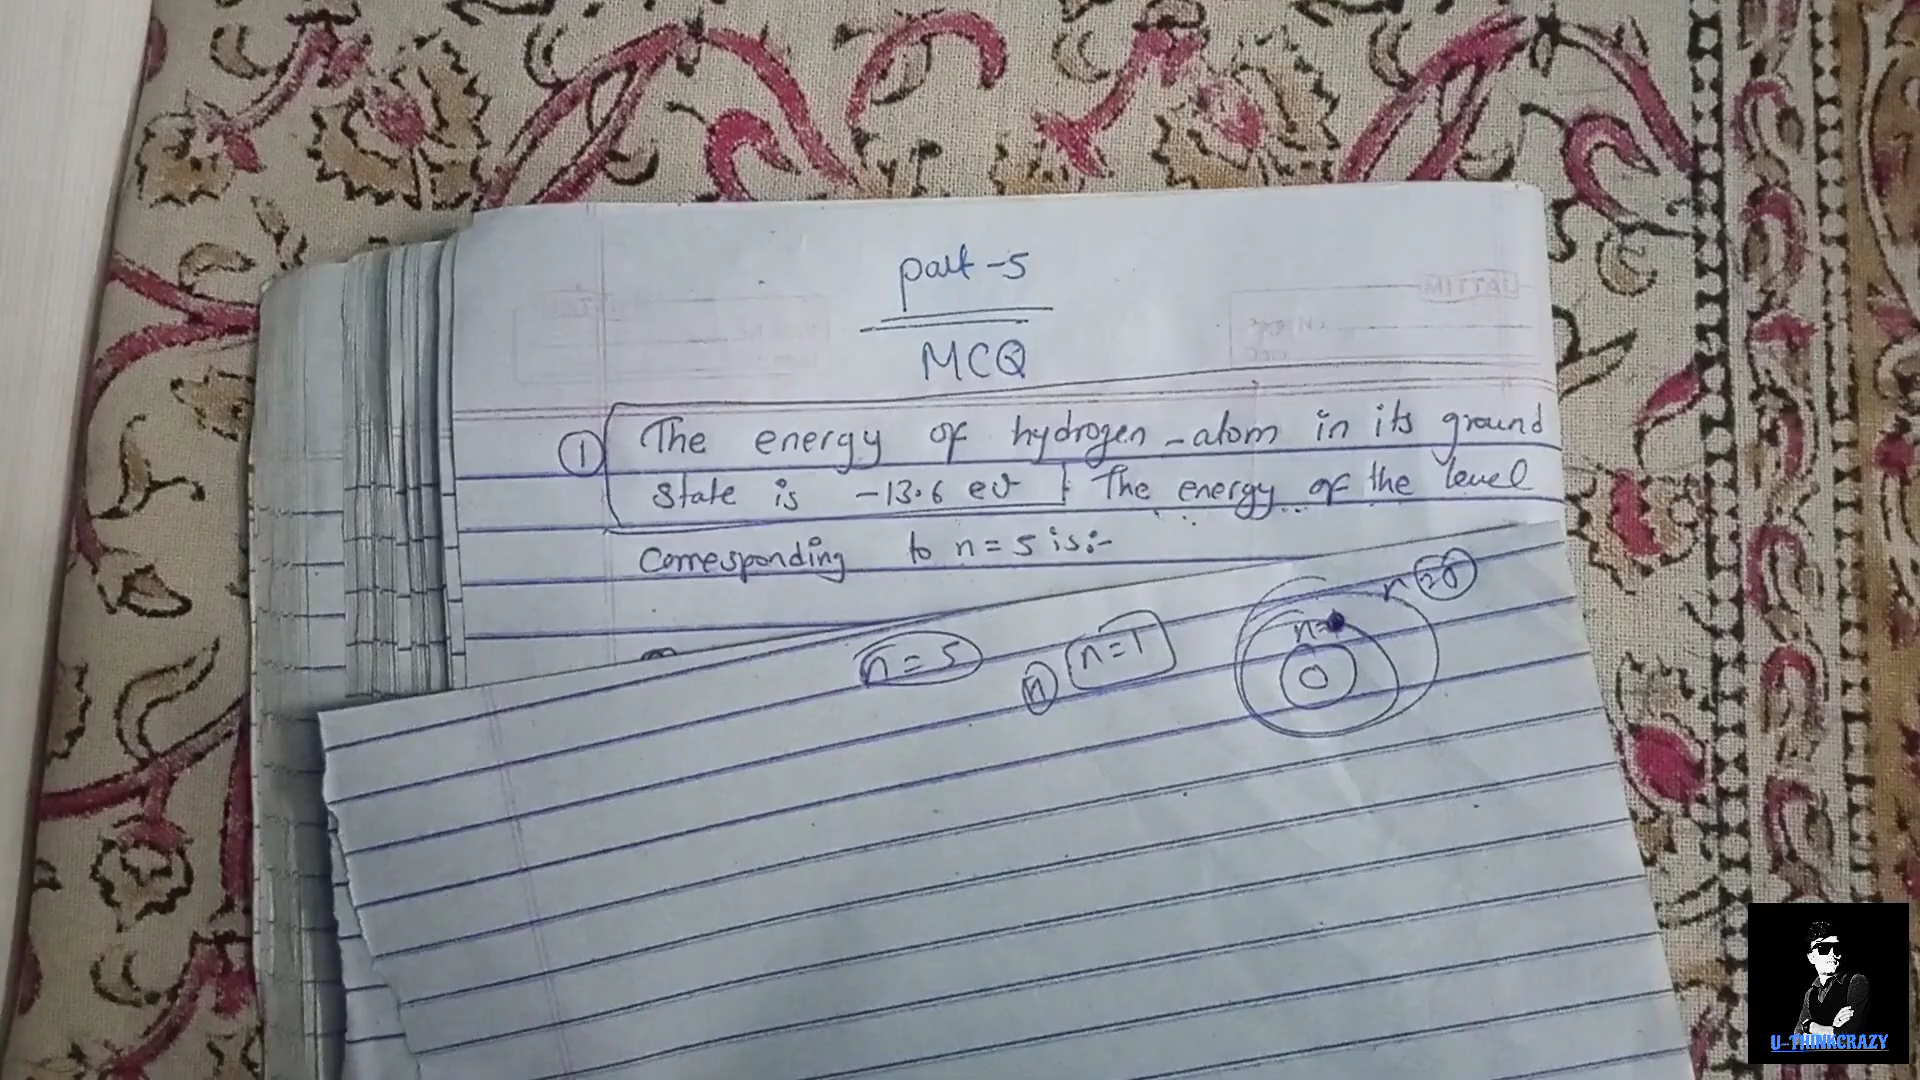 part-5
MCQ
MITTAL
① The energy of hydrogen-atom in its ground
state is -13.6 ev. The energy of the level
corresponding to n=5 is:-
n=5
n
n=1
n=
U-THINKCRAZY